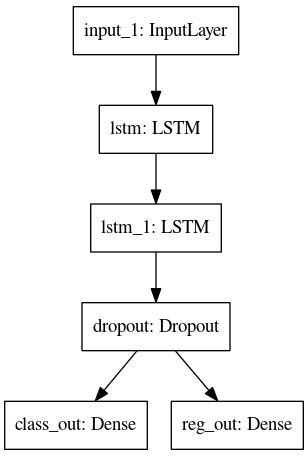 input_1: InputLayer
lstm: LSTM
lstm_1: LSTM
dropout: Dropout
class_out: Dense
reg_out: Dense